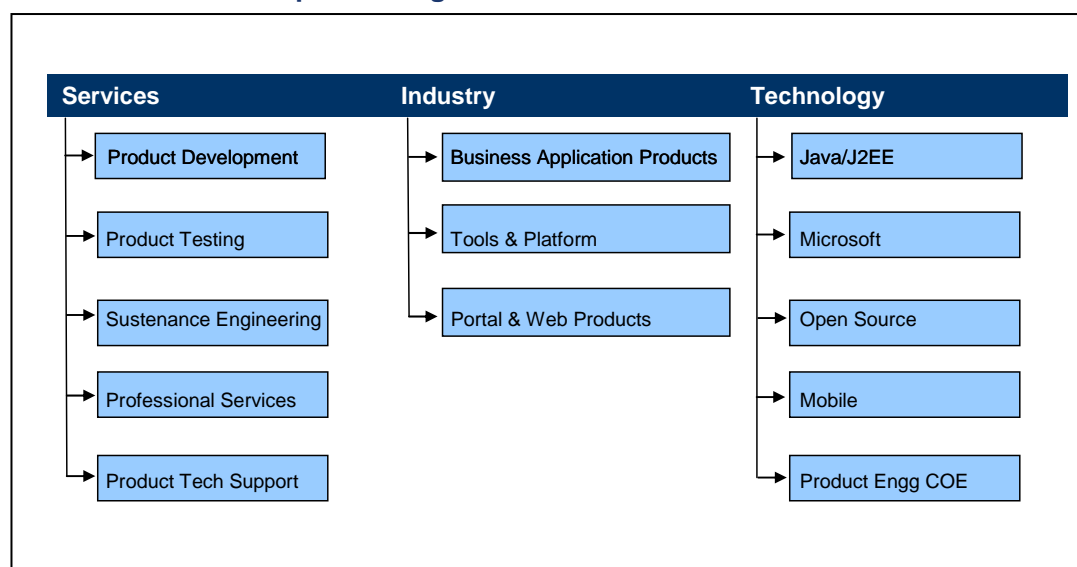 Services Industry Technology
Product Development Business Application Products Java/J2EE
Product Testing Tools & Platform Microsoft
Sustenance Engineering Portal & Web Products Open Source
Professional Services Mobile
Product Tech Support Product Engg COE